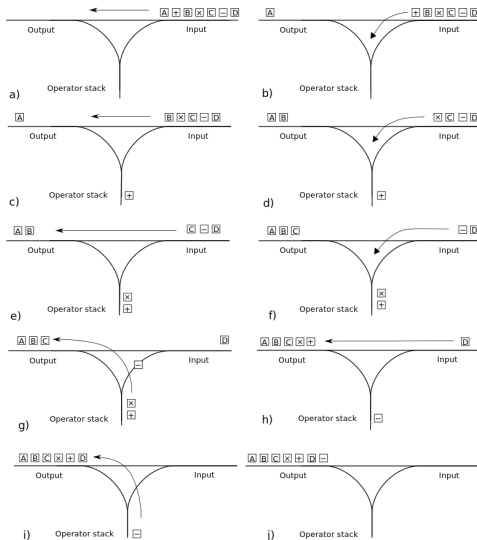 A + B × C − D
Output Input
Operator stack
a)
A + B × C − D
Output Input
Operator stack
b)
A B × C − D
Output Input
Operator stack +
c)
A B × C − D
Output Input
Operator stack +
d)
A B C − D
Output Input
×
Operator stack +
e)
A B C − D
Output Input
×
Operator stack +
f)
A B C D
Output − Input
×
Operator stack +
g)
A B C × + D
Output Input
Operator stack −
h)
A B C × + D
Output Input
Operator stack −
i)
A B C × + D −
Output Input
Operator stack
j)